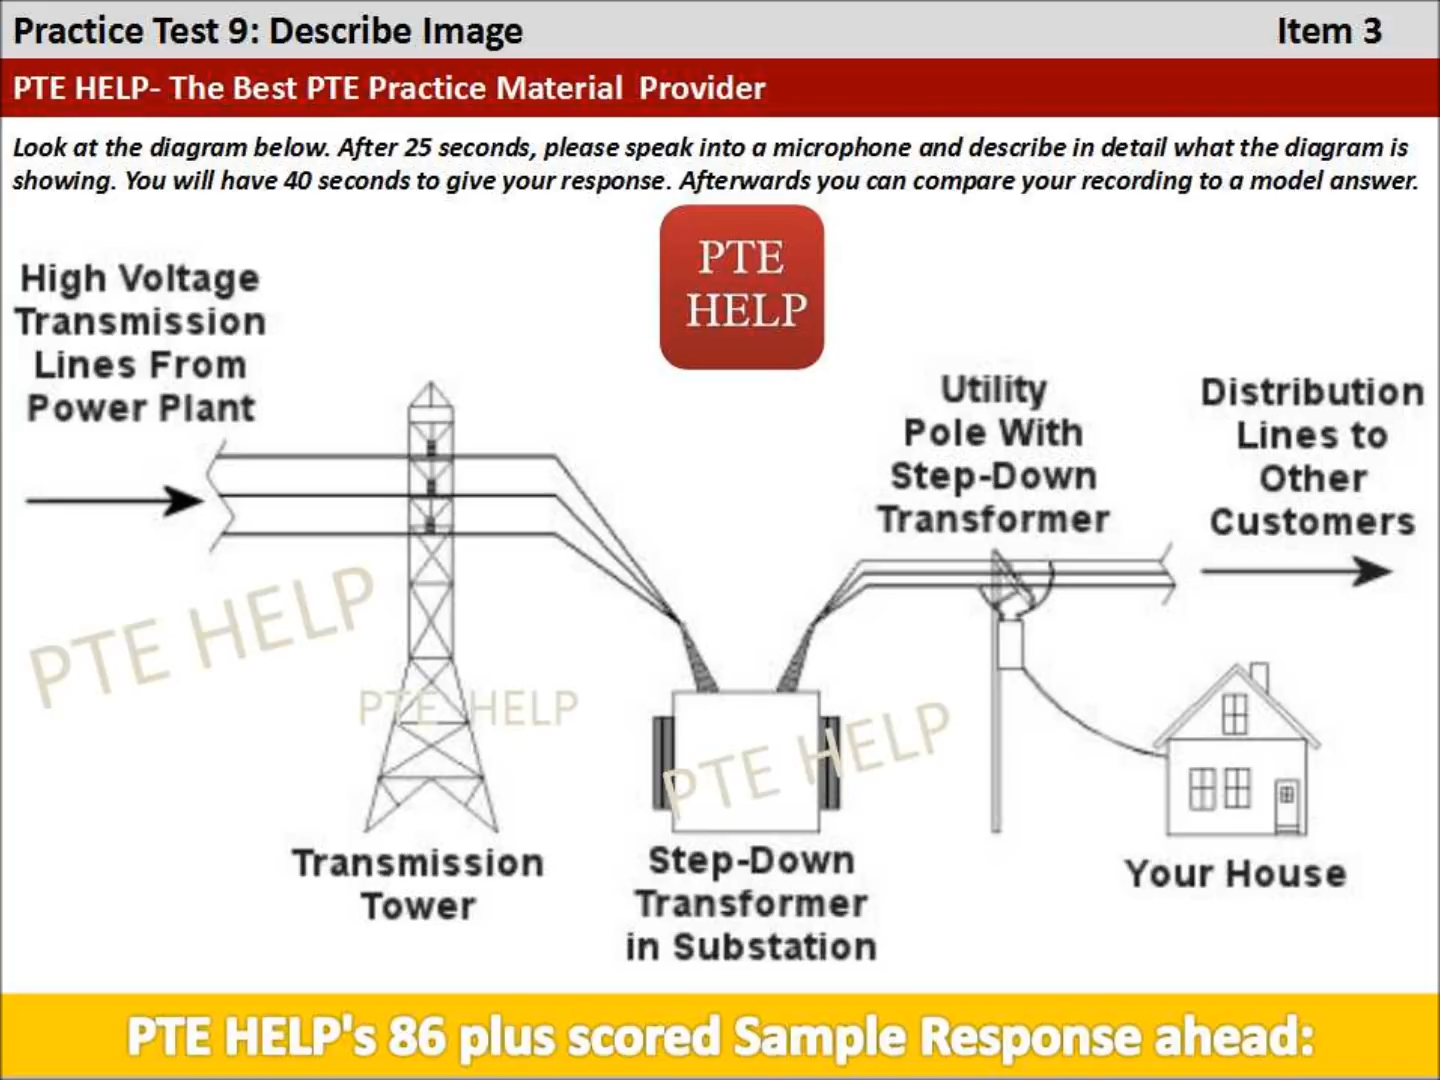 Practice Test 9: Describe Image
Item 3
PTE HELP- The Best PTE Practice Material Provider
Look at the diagram below. After 25 seconds, please speak into a microphone and describe in detail what the diagram is
showing. You will have 40 seconds to give your response. Afterwards you can compare your recording to a model answer.
PTE
HELP
High Voltage
Transmission
Lines From
Power Plant
Utility
Pole With
Step-Down
Transformer
Distribution
Lines to
Other
Customers
PTE HELP
PTE HELP
PTE HELP
Transmission
Tower
Step-Down
Transformer
in Substation
Your House
PTE HELP's 86 plus scored Sample Response ahead: